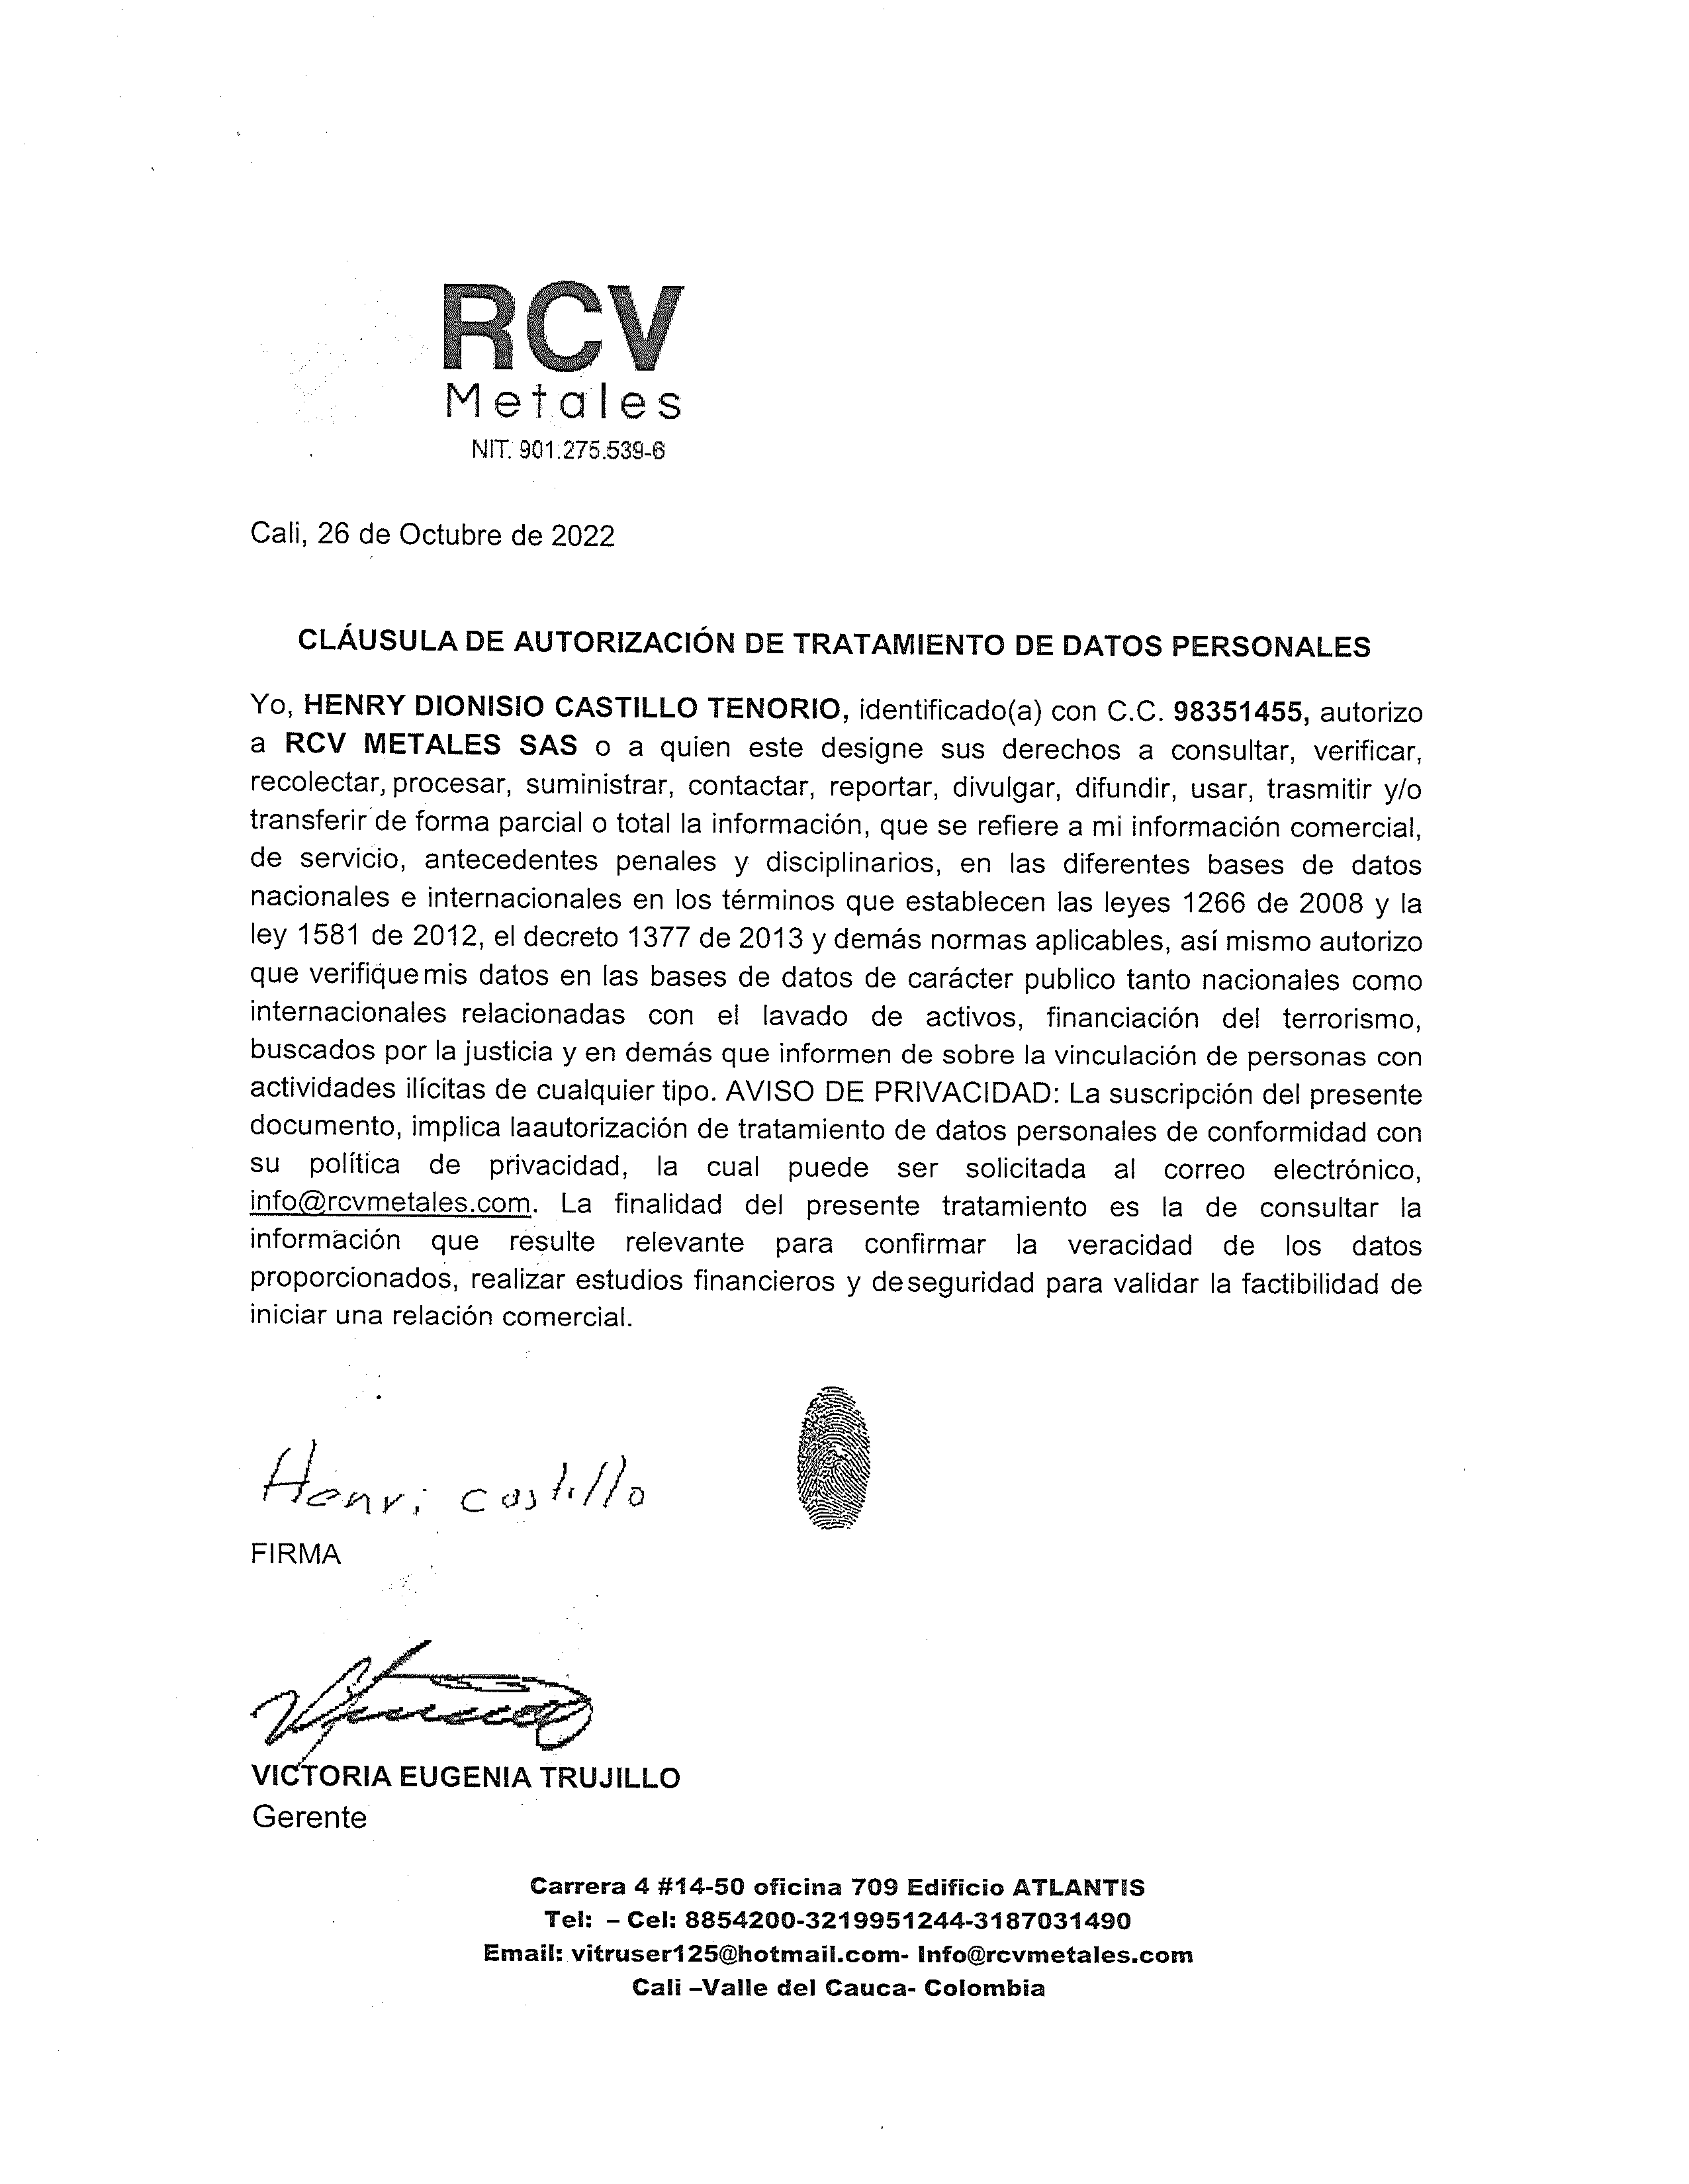 RCV
Metales
NIT. 901.275.539-6
Cali, 26 de Octubre de 2022
CLÁUSULA DE AUTORIZACIÓN DE TRATAMIENTO DE DATOS PERSONALES
Yo, HENRY DIONISIO CASTILLO TENORIO, identificado(a) con C.C. 98351455, autorizo
a RCV METALES SAS o a quien este designe sus derechos a consultar, verificar,
recolectar, procesar, suministrar, contactar, reportar, divulgar, difundir, usar, trasmitir y/o
transferir de forma parcial o total la información, que se refiere a mi información comercial,
de servicio, antecedentes penales y disciplinarios, en las diferentes bases de datos
nacionales e internacionales en los términos que establecen las leyes 1266 de 2008 y la
ley 1581 de 2012, el decreto 1377 de 2013 y demás normas aplicables, así mismo autorizo
que verifique mis datos en las bases de datos de carácter publico tanto nacionales como
internacionales relacionadas con el lavado de activos, financiación del terrorismo,
buscados por la justicia y en demás que informen de sobre la vinculación de personas con
actividades ilícitas de cualquier tipo. AVISO DE PRIVACIDAD: La suscripción del presente
documento, implica laautorización de tratamiento de datos personales de conformidad con
su política de privacidad, la cual puede ser solicitada al correo electrónico,
info@rcvmetales.com. La finalidad del presente tratamiento es la de consultar la
información que resulte relevante para confirmar la veracidad de los datos
proporcionados, realizar estudios financieros y deseguridad para validar la factibilidad de
iniciar una relación comercial.
Henri castillo
FIRMA
VICTORIA EUGENIA TRUJILLO
Gerente
Carrera 4 #14-50 oficina 709 Edificio ATLANTIS
Tel: – Cel: 8854200-3219951244-3187031490
Email: vitruser125@hotmail.com- Info@rcvmetales.com
Cali –Valle del Cauca- Colombia